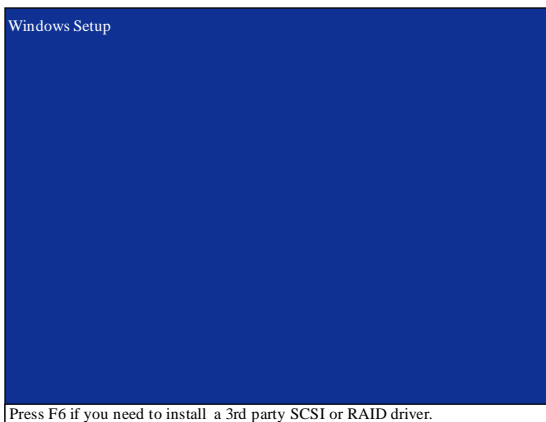 Windows Setup
Press F6 if you need to install a 3rd party SCSI or RAID driver.